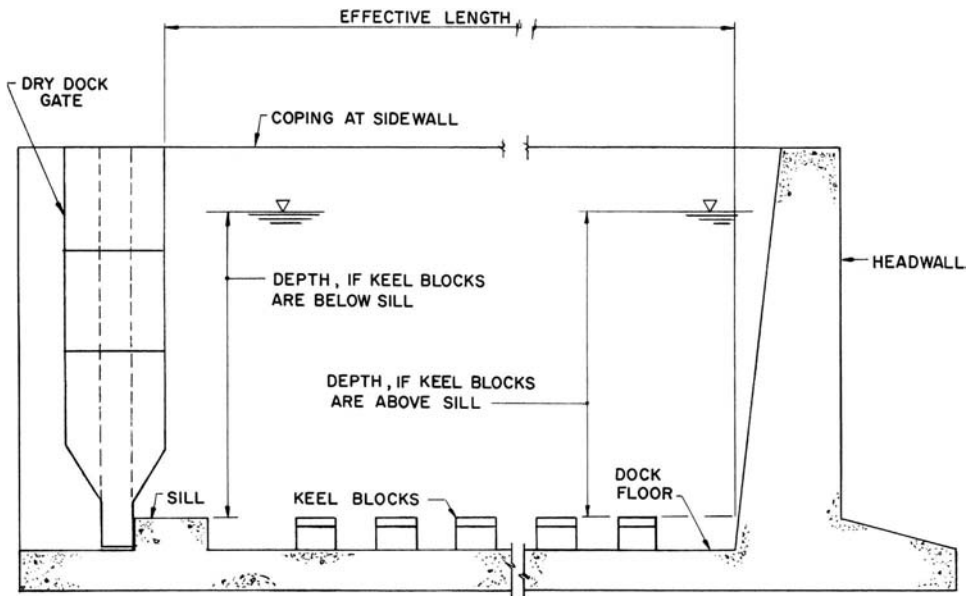 EFFECTIVE LENGTH
DRY DOCK
GATE
COPING AT SIDEWALL
HEADWALL
DEPTH, IF KEEL BLOCKS
ARE BELOW SILL
DEPTH, IF KEEL BLOCKS
ARE ABOVE SILL
DOCK
FLOOR
SILL
KEEL BLOCKS